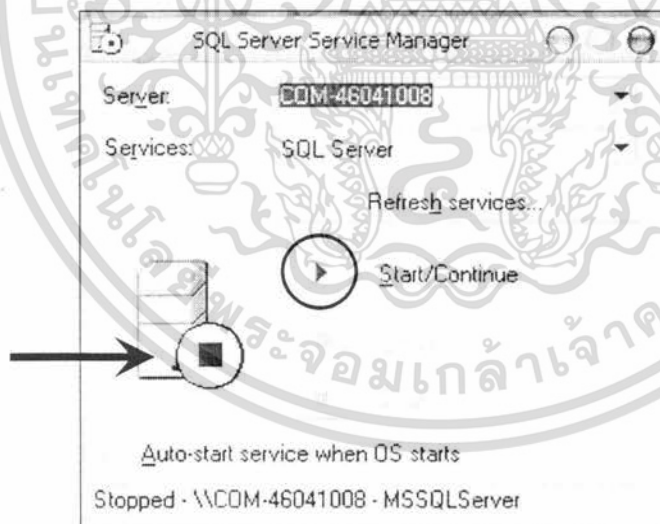 SQL Server Service Manager
Server: COM-46041008
Services: SQL Server
Refresh services...
Start/Continue
พระจอมเกล้าเจ้าค
Auto-start service when OS starts
Stopped - \\COM-46041008 - MSSQLServer